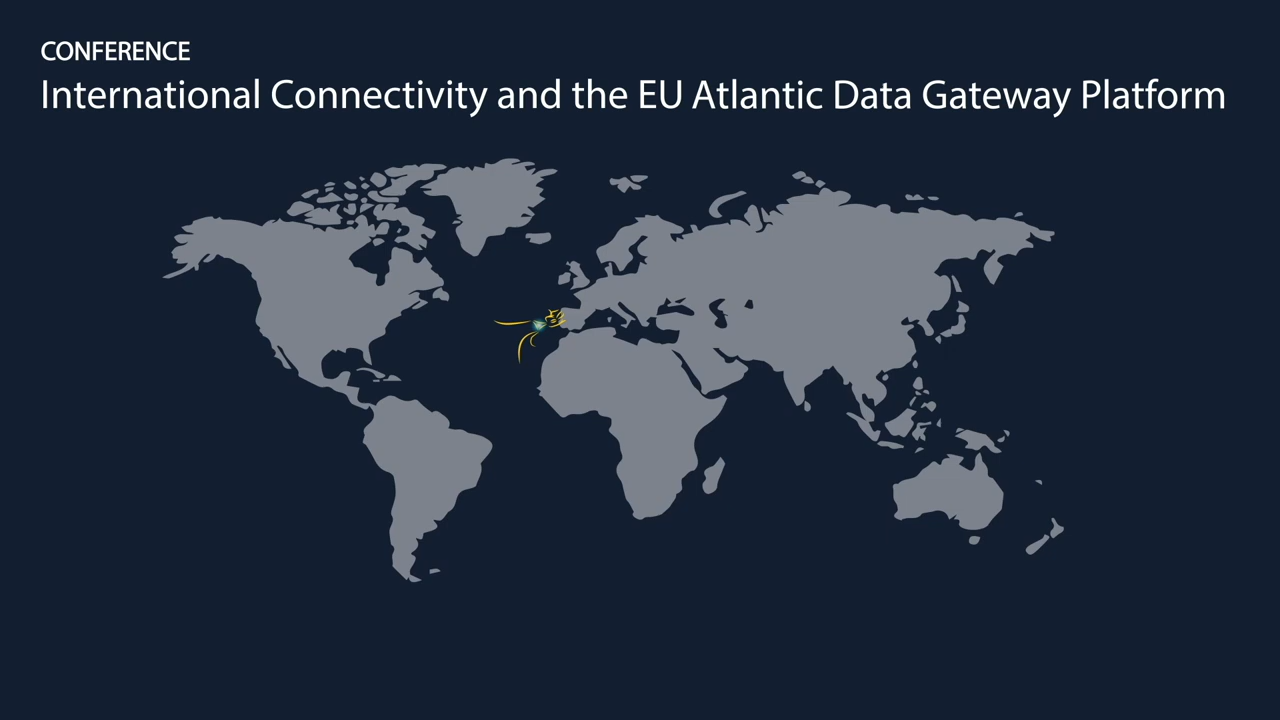 CONFERENCE
International Connectivity and the EU Atlantic Data Gateway Platform